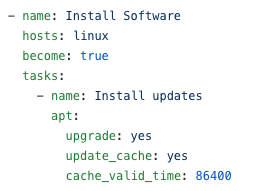 - name: Install Software
  hosts: linux
  become: true
  tasks:
    - name: Install updates
      apt:
        upgrade: yes
        update_cache: yes
        cache_valid_time: 86400